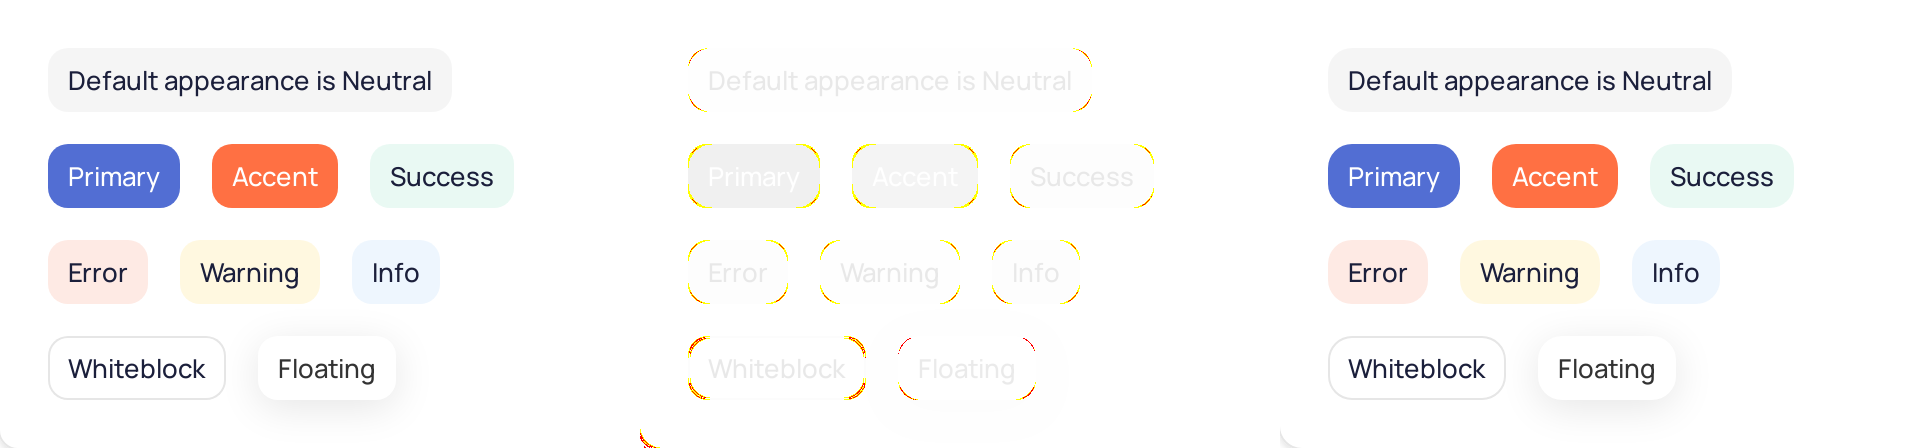 Default appearance is Neutral
Primary Accent Success
Error Warning Info
Whiteblock Floating
Default appearance is Neutral
Primary Accent Success
Error Warning Info
Whiteblock Floating
Default appearance is Neutral
Primary Accent Success
Error Warning Info
Whiteblock Floating